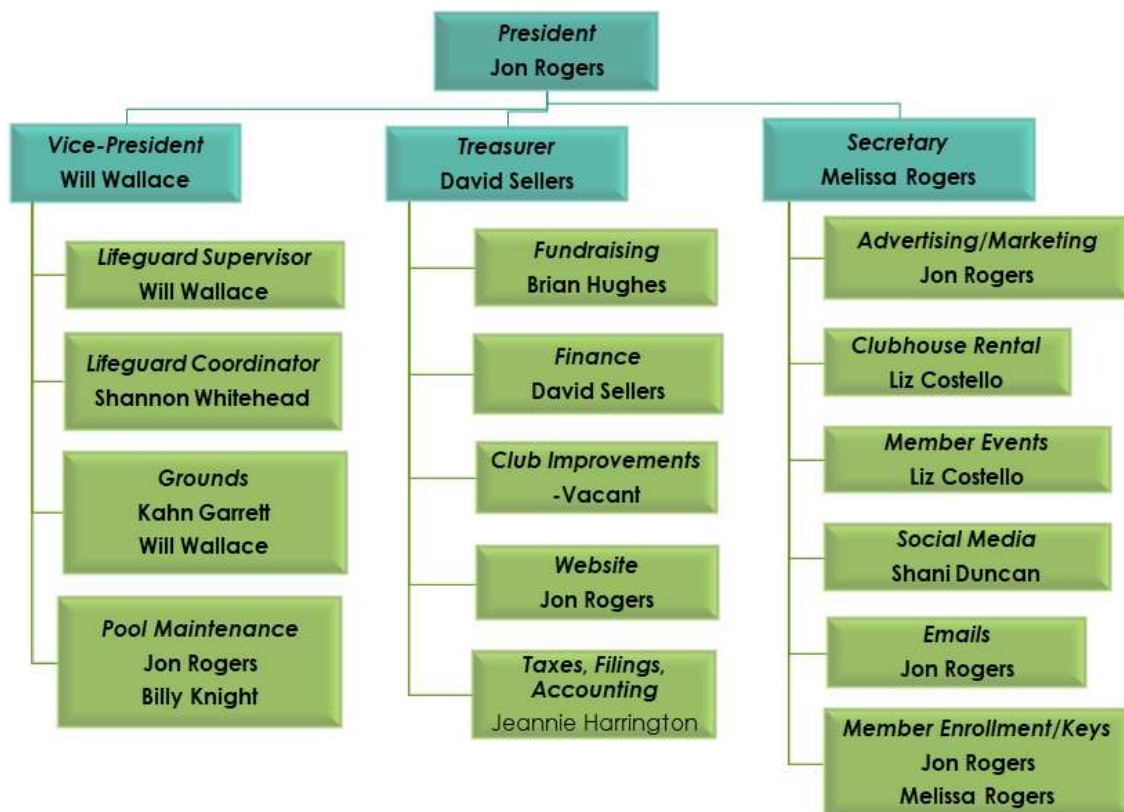 President
Jon Rogers
Vice-President
Will Wallace
Lifeguard Supervisor
Will Wallace
Lifeguard Coordinator
Shannon Whitehead
Grounds
Kahn Garrett
Will Wallace
Pool Maintenance
Jon Rogers
Billy Knight
Treasurer
David Sellers
Fundraising
Brian Hughes
Finance
David Sellers
Club Improvements
-Vacant
Website
Jon Rogers
Taxes, Filings,
Accounting
Jeannie Harrington
Secretary
Melissa Rogers
Advertising/Marketing
Jon Rogers
Clubhouse Rental
Liz Costello
Member Events
Liz Costello
Social Media
Shani Duncan
Emails
Jon Rogers
Member Enrollment/Keys
Jon Rogers
Melissa Rogers